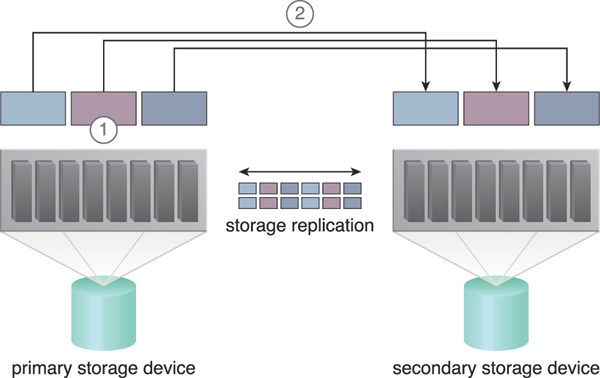 2
1
storage replication
primary storage device
secondary storage device